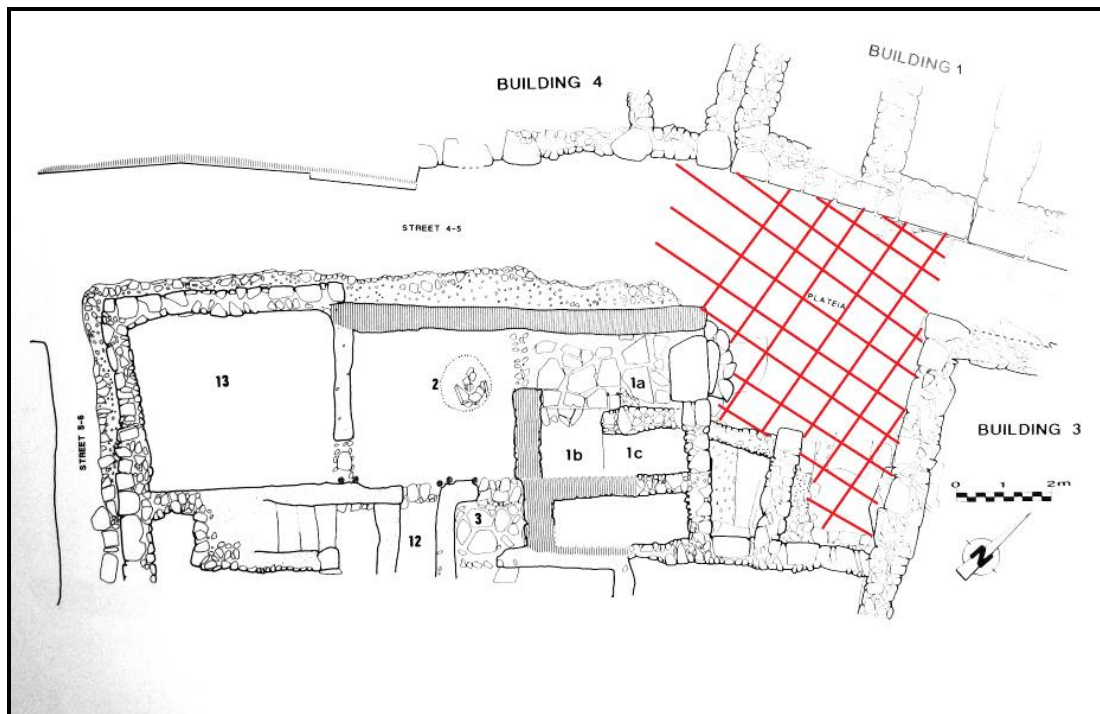 BUILDING 1
BUILDING 4
STREET 4-5
PLATEIA
13
2
1a
STREET 5-6
BUILDING 3
1b
1c
0 1 2m
3
12
N